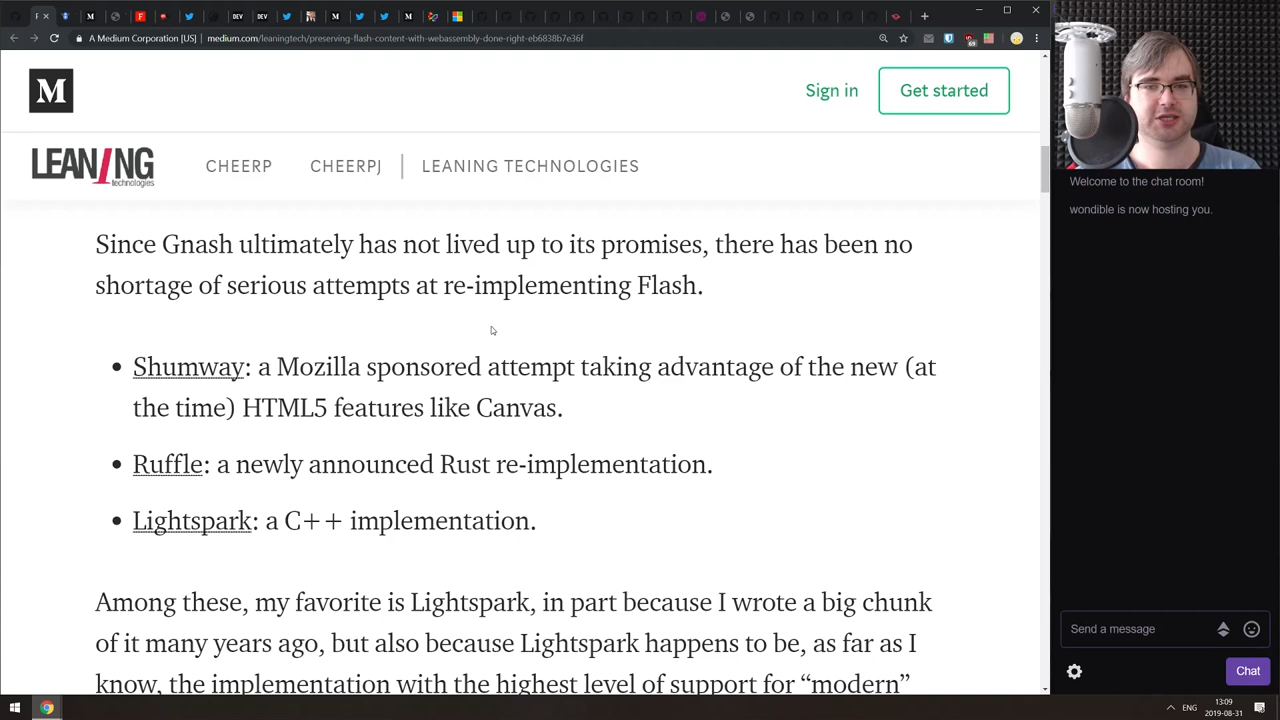 DEV
DEV
A Medium Corporation [US] | medium.com/leaningtech/preserving-flash-content-with-webassembly-done-right-eb6838b7e36f
69
M
Sign in
Get started
LEANING
technologies
CHEERP
CHEERPJ
LEANING TECHNOLOGIES
Since Gnash ultimately has not lived up to its promises, there has been no
shortage of serious attempts at re-implementing Flash.
• Shumway: a Mozilla sponsored attempt taking advantage of the new (at
the time) HTML5 features like Canvas.
• Ruffle: a newly announced Rust re-implementation.
• Lightspark: a C++ implementation.
Among these, my favorite is Lightspark, in part because I wrote a big chunk
of it many years ago, but also because Lightspark happens to be, as far as I
know, the implementation with the highest level of support for “modern”
Welcome to the chat room!
wondible is now hosting you.
Send a message
Chat
ENG
13:09
2019-08-31